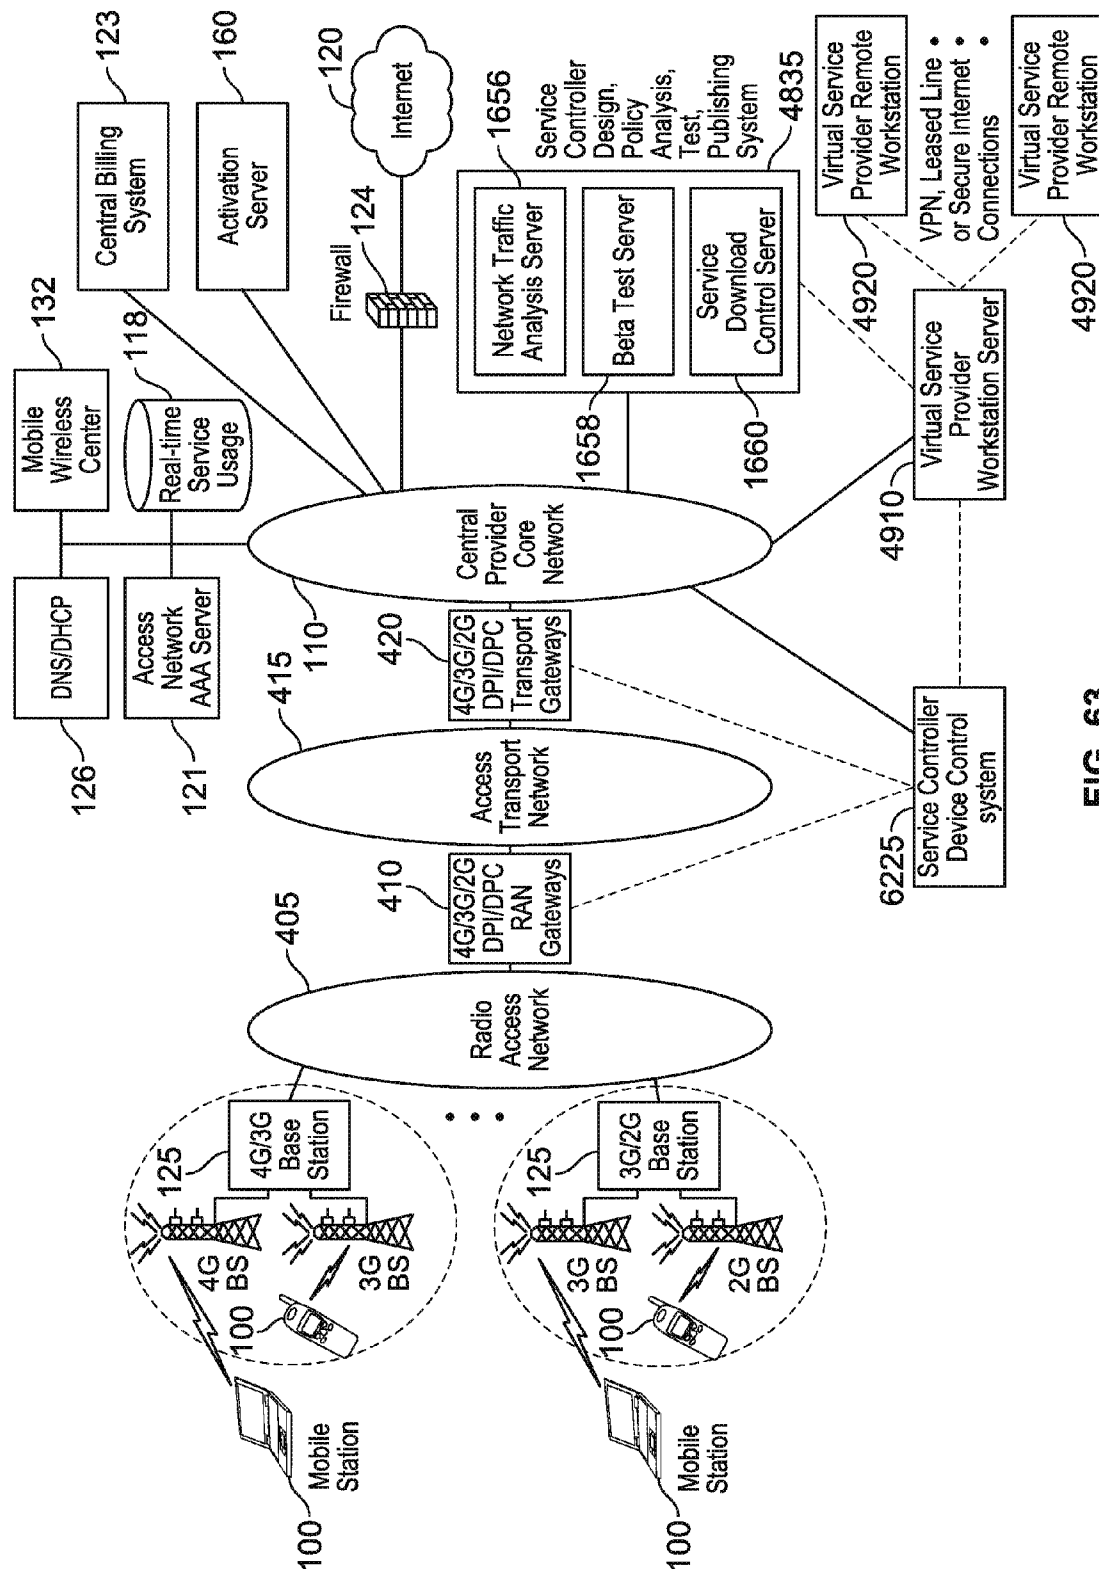 126
DNS/DHCP
Mobile
Wireless
Center
132
121
Access
Network
AAA Server
Real-time
Service
Usage
118
Central Billing
System
123
Activation
Server
160
100
Mobile
Station
100
4G
BS
3G
BS
125
4G/3G
Base
Station
100
Mobile
Station
100
3G
BS
2G
BS
125
3G/2G
Base
Station
405
Radio
Access
Network
410
4G/3G/2G
DPI/DPC
RAN
Gateways
415
Access
Transport
Network
420
4G/3G/2G
DPI/DPC
Transport
Gateways
110
Central
Provider
Core
Network
Firewall
124
120
Internet
1656
Network Traffic
Analysis Server
1658
Beta Test Server
1660
Service
Download
Control Server
Service
Controller
Design,
Policy
Analysis,
Test,
Publishing
System
4835
6225
Service Controller
Device Control
system
4910
Virtual Service
Provider
Workstation Server
4920
Virtual Service
Provider Remote
Workstation
VPN, Leased Line
or Secure Internet
Connections
4920
Virtual Service
Provider Remote
Workstation
FIG. 63